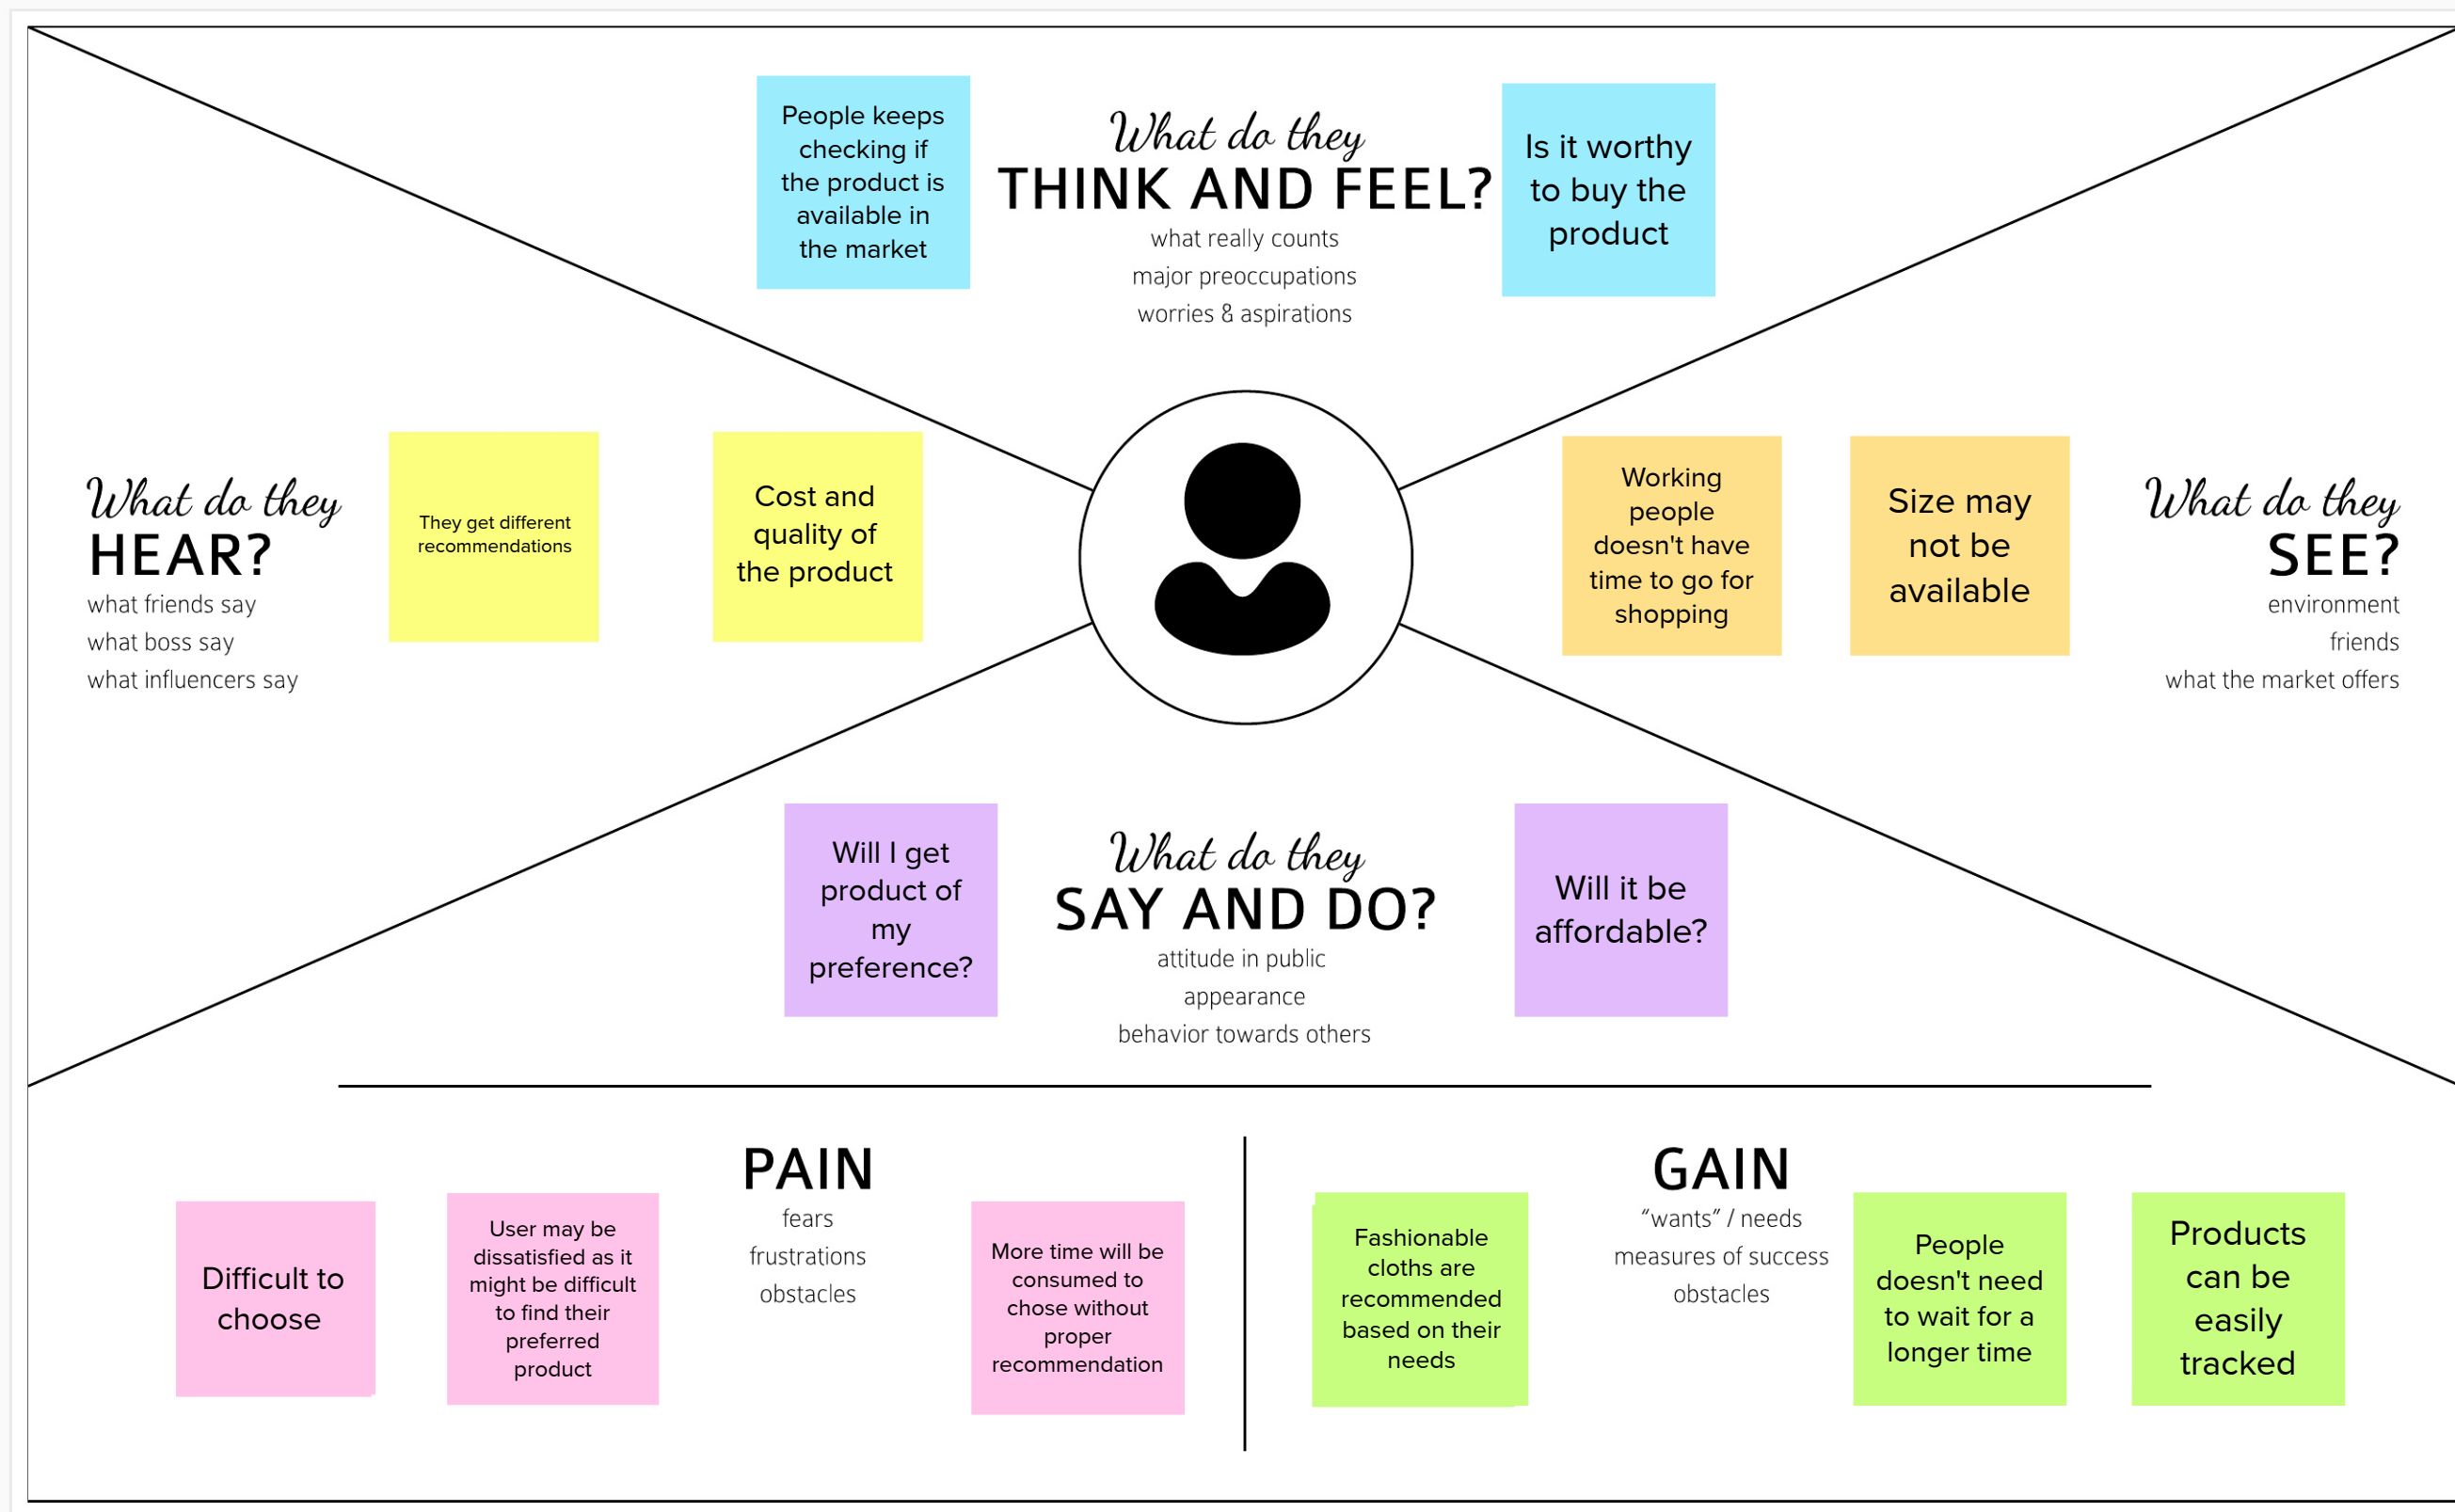 People keeps
checking if
the product is
available in
the market
What do they
THINK AND FEEL?
what really counts
major preoccupations
worries & aspirations
Is it worthy
to buy the
product
What do they
HEAR?
what friends say
what boss say
what influencers say
They get different
recommendations
Cost and
quality of
the product
Working
people
doesn't have
time to go for
shopping
Size may
not be
available
What do they
SEE?
environment
friends
what the market offers
Will I get
product of
my
preference?
What do they
SAY AND DO?
attitude in public
appearance
behavior towards others
Will it be
affordable?
PAIN
fears
frustrations
obstacles
Difficult to
choose
User may be
dissatisfied as it
might be difficult
to find their
preferred
product
More time will be
consumed to
chose without
proper
recommendation
GAIN
“wants” / needs
measures of success
obstacles
Fashionable
cloths are
recommended
based on their
needs
People
doesn't need
to wait for a
longer time
Products
can be
easily
tracked